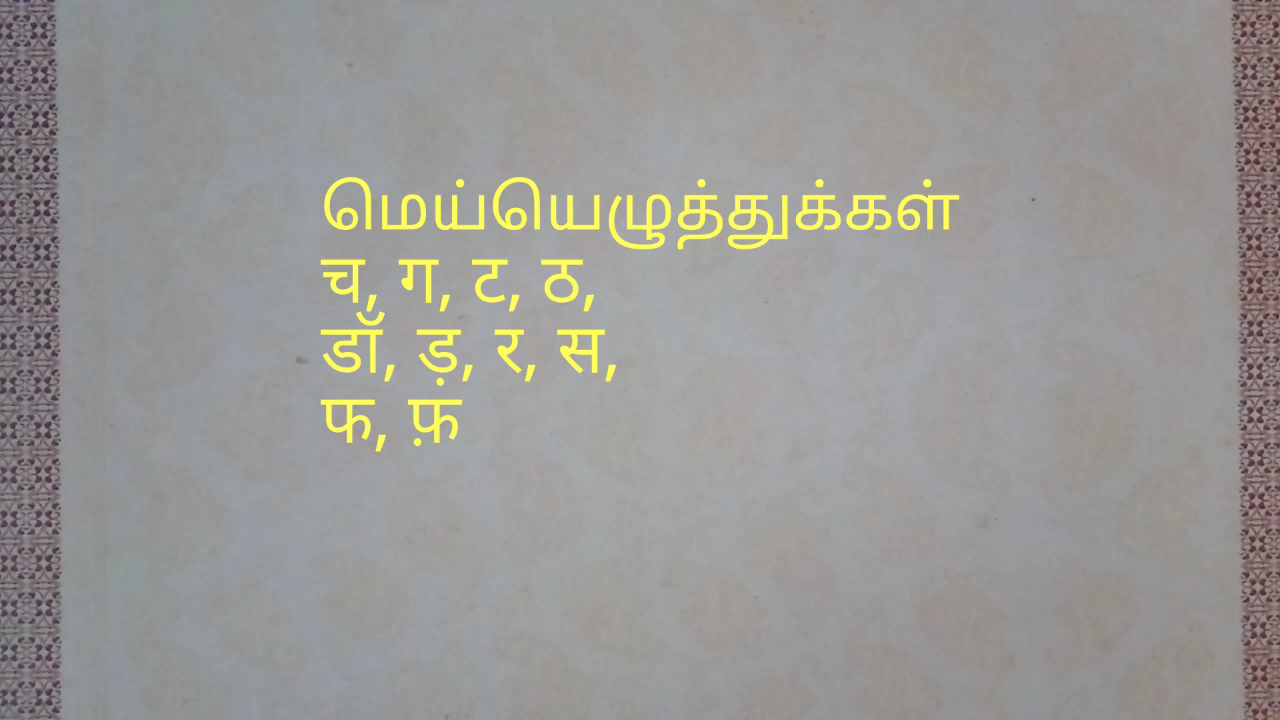 மெய்யெழுத்துக்கள்
च, ग, ट, ठ,
डॉ, ड़, र, स,
फ, फ़